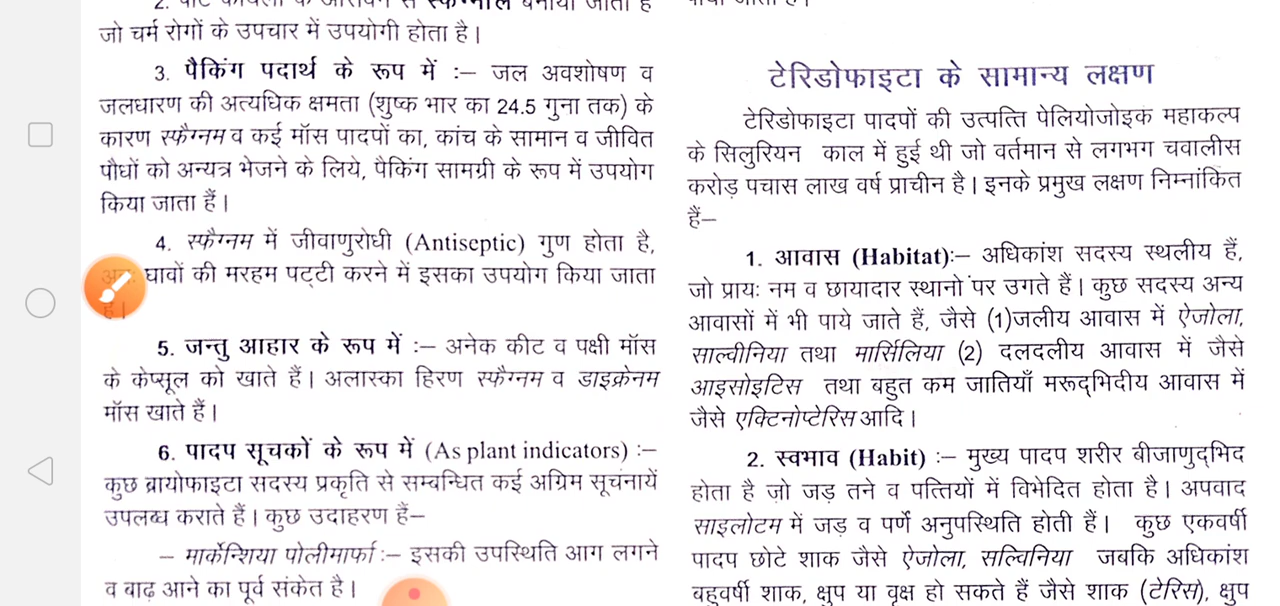 जो चर्म रोगों के उपचार में उपयोगी होता है।
3. पैकिंग पदार्थ के रूप में :– जल अवशोषण व
जलधारण की अत्यधिक क्षमता (शुष्क भार का 24.5 गुना तक) के
कारण स्फैग्नम व कई मॉस पादपों का, कांच के सामान व जीवित
पौधों को अन्यत्र भेजने के लिये, पैकिंग सामग्री के रूप में उपयोग
किया जाता हैं।
4. स्फैग्नम में जीवाणुरोधी (Antiseptic) गुण होता है,
घावों की मरहम पट्टी करने में इसका उपयोग किया जाता
है।
5. जन्तु आहार के रूप में :– अनेक कीट व पक्षी मॉस
के केप्सूल को खाते हैं। अलास्का हिरण स्फैग्नम व डाइक्रेनम
मॉस खाते हैं।
6. पादप सूचकों के रूप में (As plant indicators) :–
कुछ ब्रायोफाइटा सदस्य प्रकृति से सम्बन्धित कई अग्रिम सूचंनायें
उपलब्ध कराते हैं। कुछ उदाहरण हैं–
– मार्केन्शिया पोलीमार्फा :– इसकी उपस्थिति आग लगने
व बाढ़ आने का पूर्व संकेत है।
टेरिडोफाइटा के सामान्य लक्षण
टेरिडोफाइटा पादपों की उत्पत्ति पेलियोजोइक महाकल्प
के सिलुरियन काल में हुई थी जो वर्तमान से लगभग चवालीस
करोड़ पचास लाख वर्ष प्राचीन है। इनके प्रमुख लक्षण निम्नांकित
हैं–
1. आवास (Habitat):– अधिकांश सदस्य स्थलीय हैं,
जो प्रायः नम व छायादार स्थानो पर उगते हैं। कुछ सदस्य अन्य
आवासों में भी पाये जाते हैं, जैसे (1)जलीय आवास में ऐजोला,
साल्वीनिया तथा मार्सिलिया (2) दलदलीय आवास में जैसे
आइसोइटिस तथा बहुत कम जातियाँ मरूद्भिदीय आवास में
जैसे एक्टिनोप्टेरिस आदि।
2. स्वभाव (Habit) :– मुख्य पादप शरीर बीजाणुद्भिद
होता है जो जड़ तने व पत्तियों में विभेदित होता है। अपवाद
साइलोटम में जड़ व पर्ण अनुपस्थिति होती हैं। कुछ एकवर्षी
पादप छोटे शाक जैसे ऐजोला, सल्विनिया जबकि अधिकांश
बहुवर्षी शाक, क्षुप या वृक्ष हो सकते हैं जैसे शाक (टेरिस), क्षुप